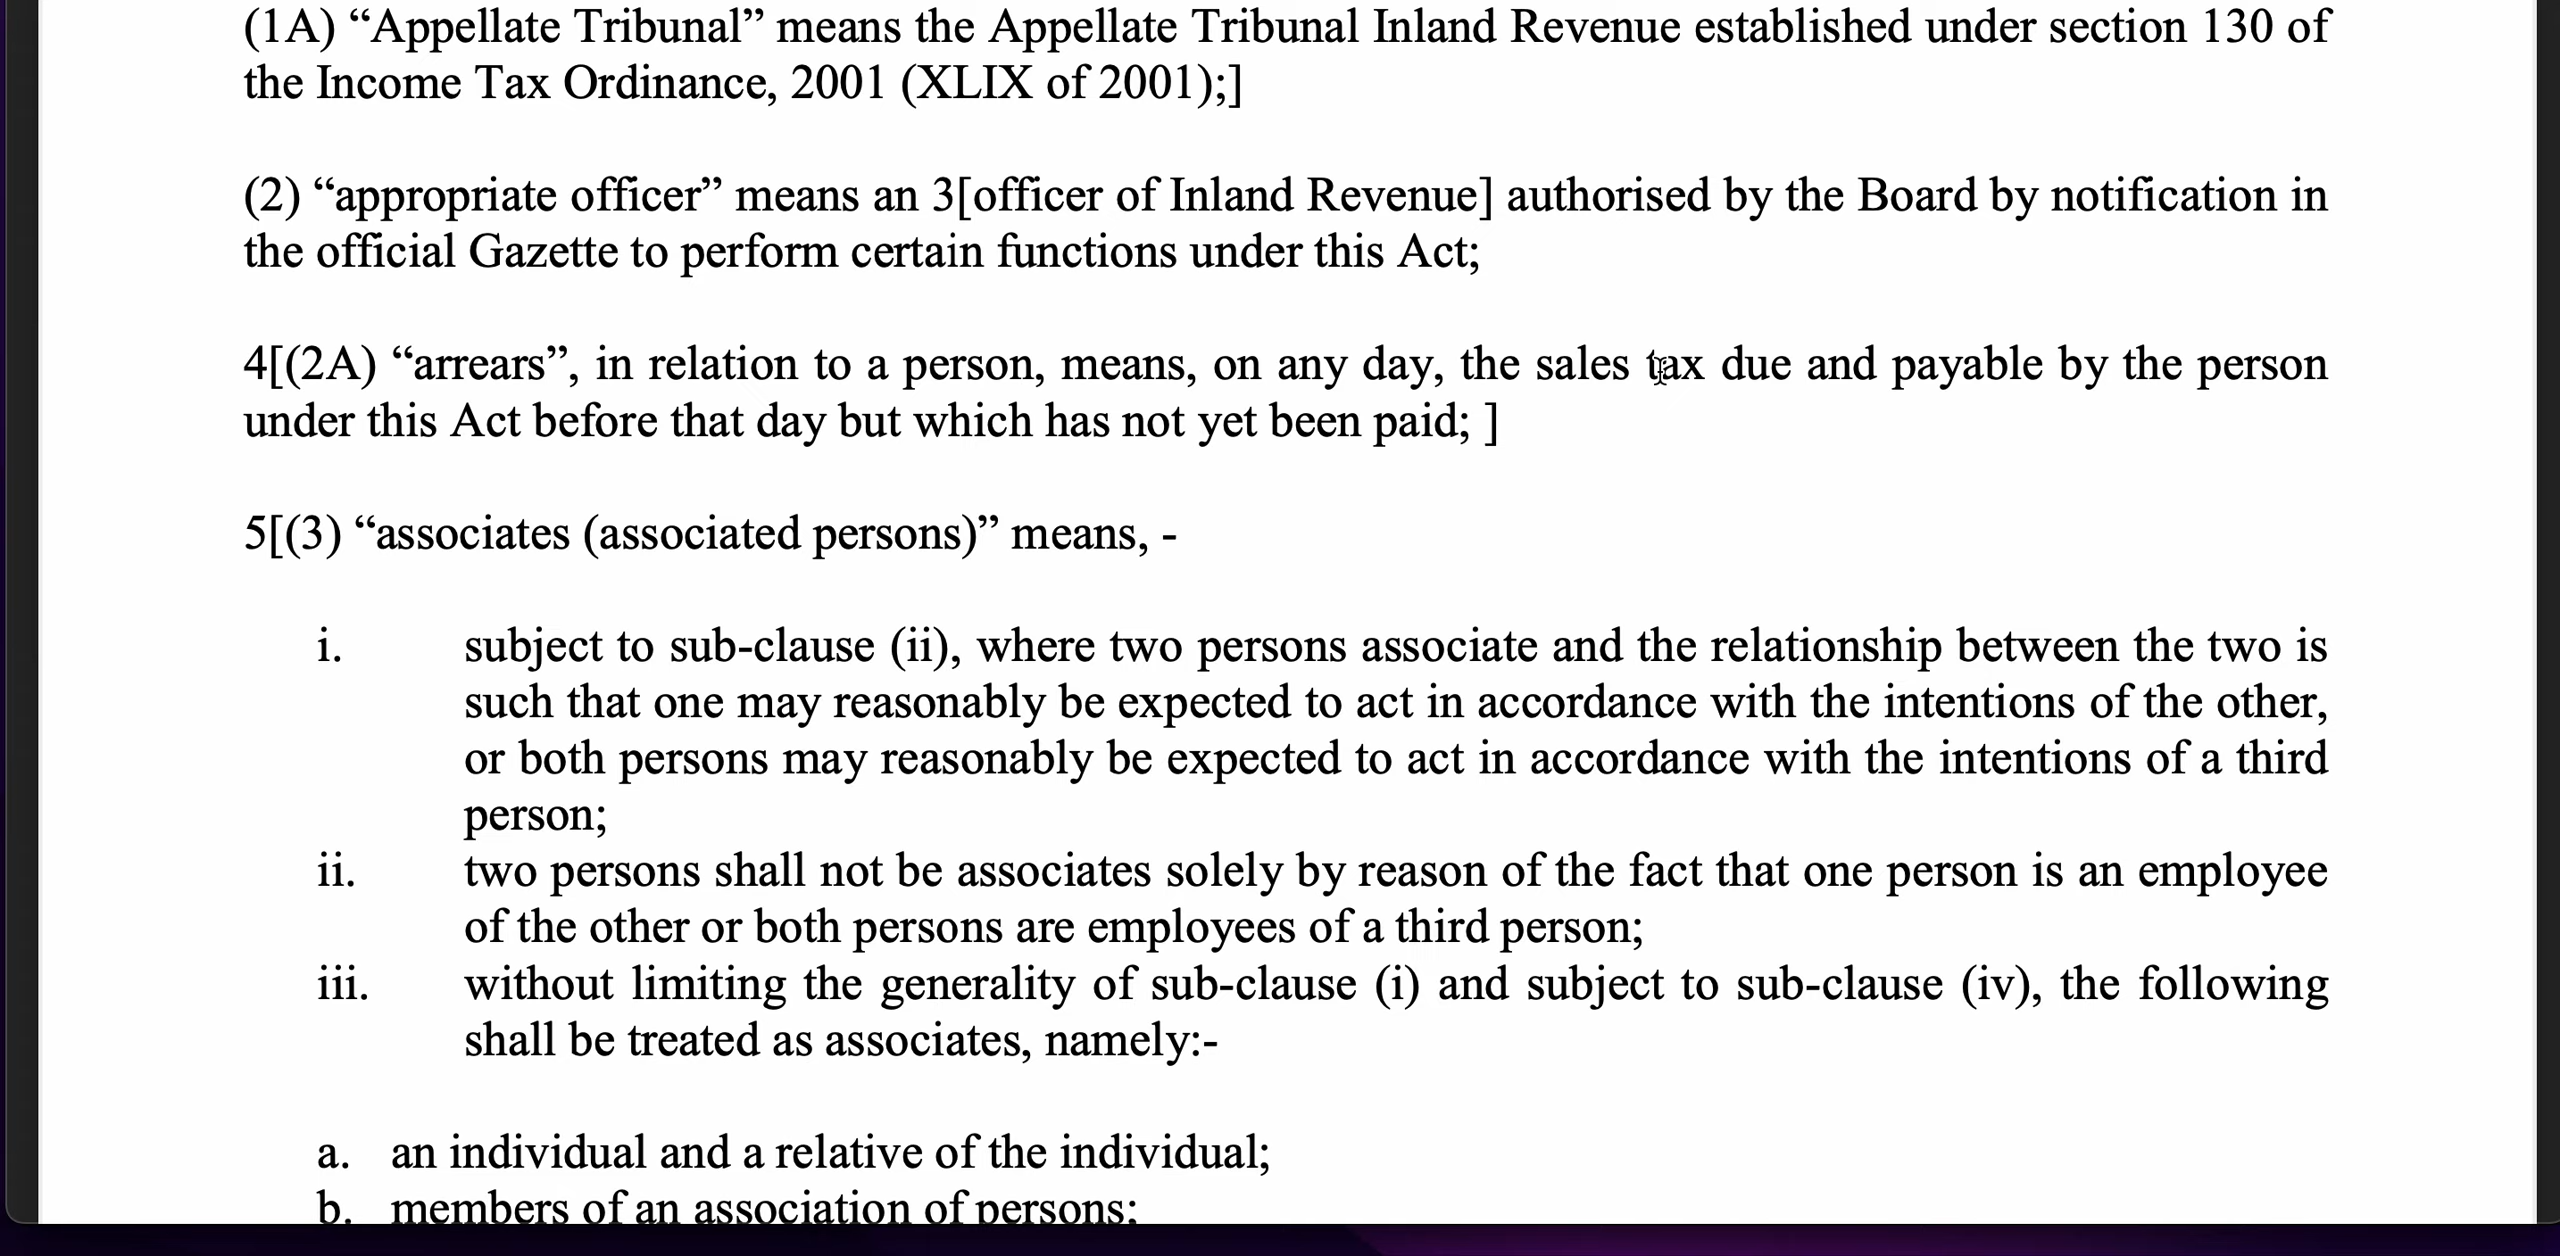 (1A) “Appellate Tribunal” means the Appellate Tribunal Inland Revenue established under section 130 of
the Income Tax Ordinance, 2001 (XLIX of 2001);]
(2) “appropriate officer” means an 3[officer of Inland Revenue] authorised by the Board by notification in
the official Gazette to perform certain functions under this Act;
4[(2A) “arrears”, in relation to a person, means, on any day, the sales tax due and payable by the person
under this Act before that day but which has not yet been paid; ]
5[(3) “associates (associated persons)” means, -
i. subject to sub-clause (ii), where two persons associate and the relationship between the two is
such that one may reasonably be expected to act in accordance with the intentions of the other,
or both persons may reasonably be expected to act in accordance with the intentions of a third
person;
ii. two persons shall not be associates solely by reason of the fact that one person is an employee
of the other or both persons are employees of a third person;
iii. without limiting the generality of sub-clause (i) and subject to sub-clause (iv), the following
shall be treated as associates, namely:-
a. an individual and a relative of the individual;
b. members of an association of persons;